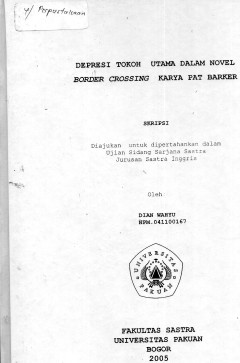 u/ Perpustakaan
DEPRESI TOKOH UTAMA DALAM NOVEL
BORDER CROSSING KARYA PAT BARKER
SKRIPSI
Diajukan untuk dipertahankan dalam
Ujian Sidang Sarjana Sastra
Jurusan Sastra Inggris
Oleh
DIAN WAHYU
NPM.041100167
UNIVERSITAS
PAKUAN
FAKULTAS SASTRA
UNIVERSITAS PAKUAN
BOGOR
2005